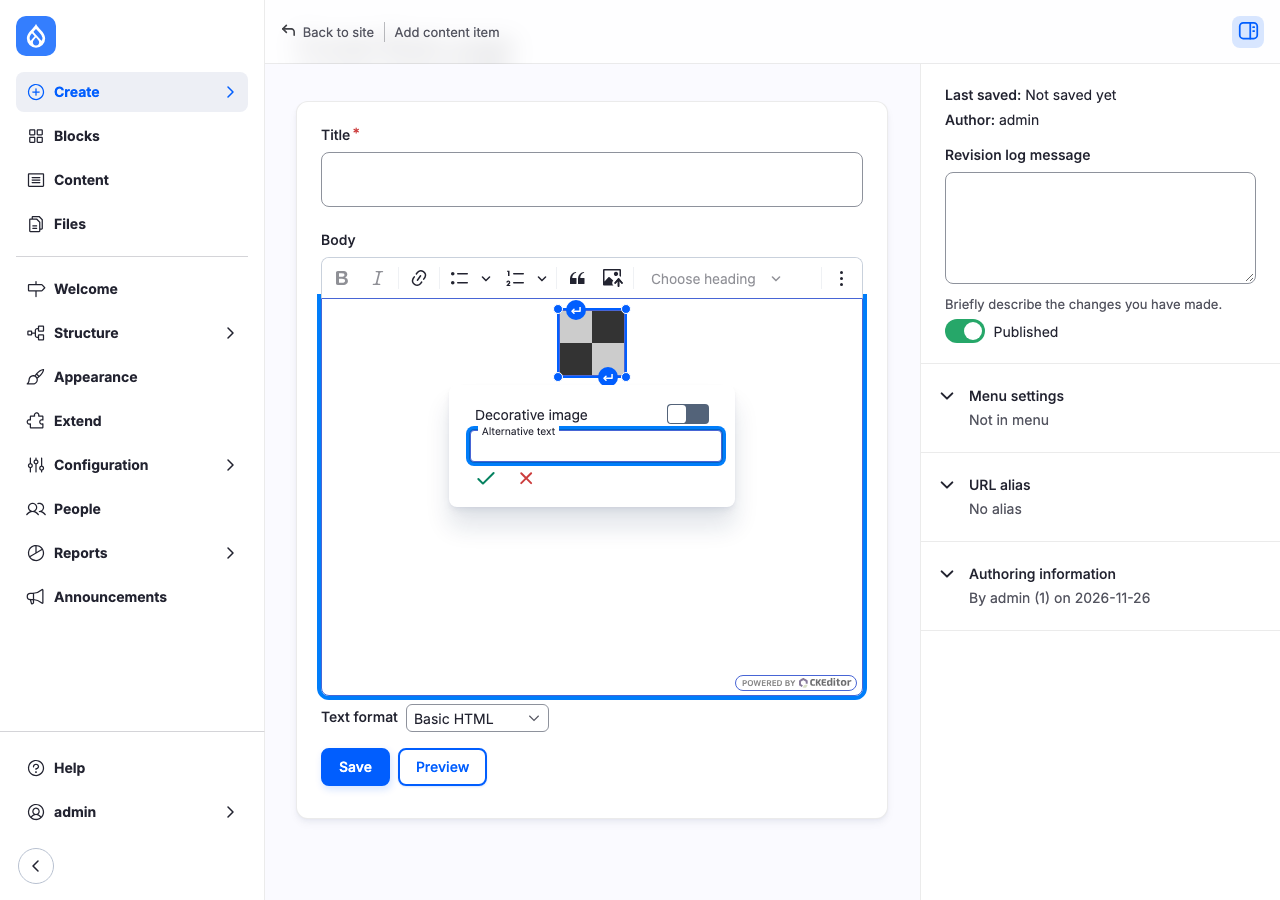 Back to site
Add content item
Create
Blocks
Content
Files
Welcome
Structure
Appearance
Extend
Configuration
People
Reports
Announcements
Help
admin
Title*
Body
B I
Choose heading
Decorative image
Alternative text
POWERED BY CKEditor
Text format Basic HTML
Save
Preview
Last saved: Not saved yet
Author: admin
Revision log message
Briefly describe the changes you have made.
Published
Menu settings
Not in menu
URL alias
No alias
Authoring information
By admin (1) on 2026-11-26